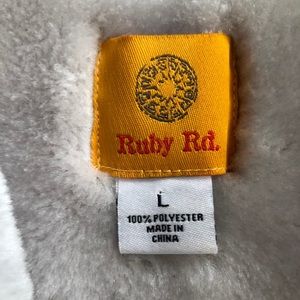 Ruby Rd.
L
100% POLYESTER
MADE IN
CHINA